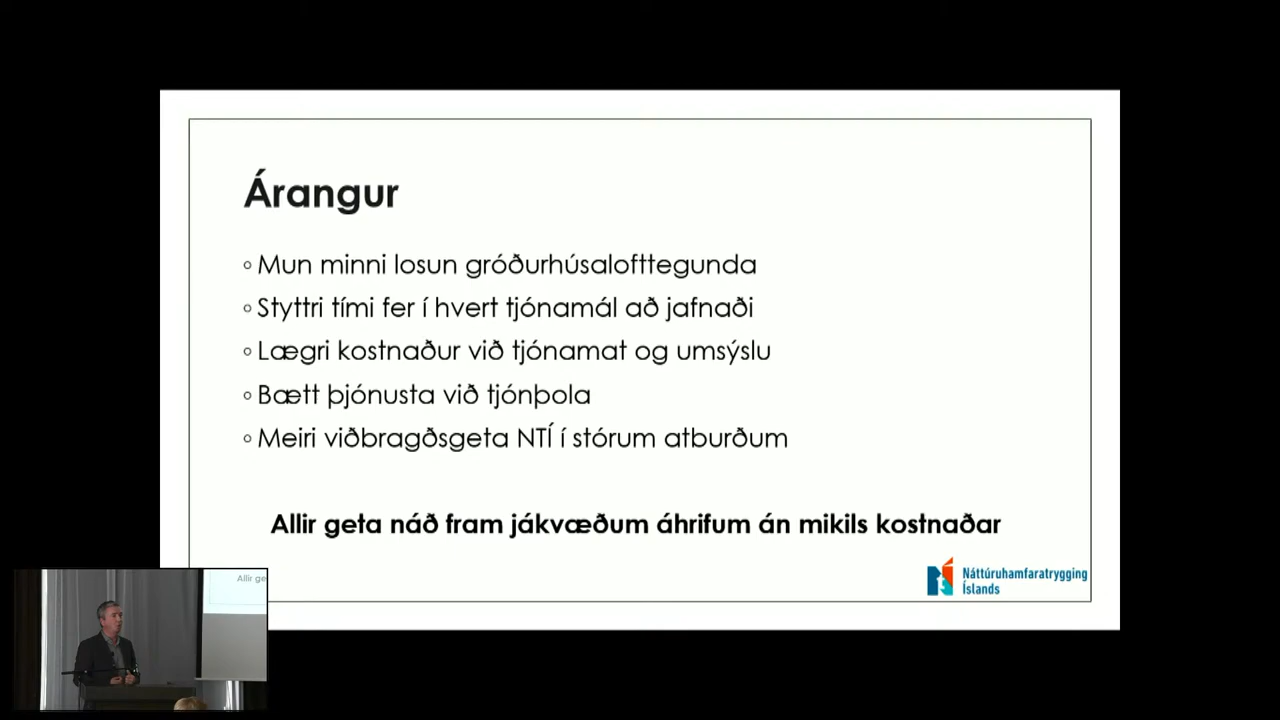 Árangur
Mun minni losun gróðurhúsalofttegunda
Styttri tími fer í hvert tjónamál að jafnaði
Lægri kostnaður við tjónamat og umsýslu
Bætt þjónusta við tjónþola
Meiri viðbragðsgeta NTÍ í stórum atburðum
Allir geta náð fram jákvæðum áhrifum án mikils kostnaðar
Náttúruhamfaratrygging
Íslands
Allir ge